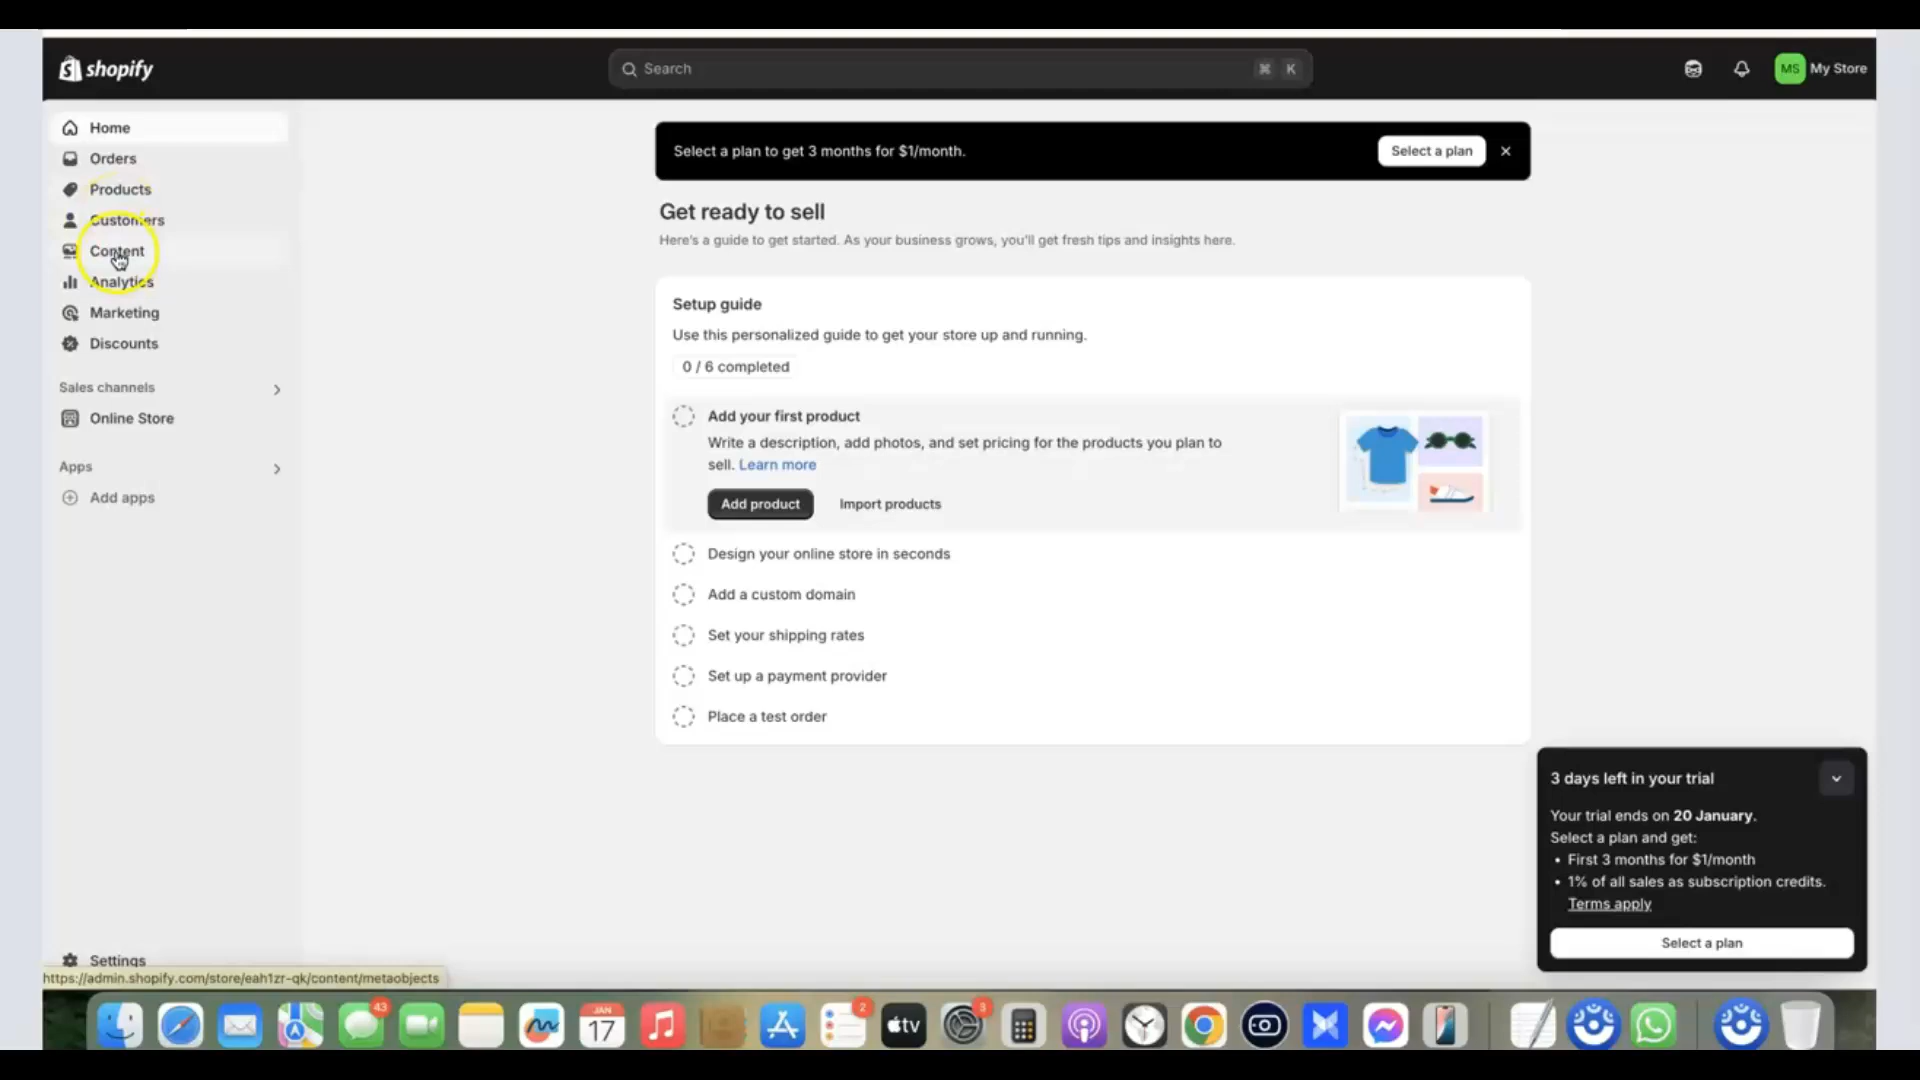 shopify
Search
⌘ K
MS My Store
Home
Orders
Products
Customers
Content
Analytics
Marketing
Discounts
Sales channels
Online Store
Apps
Add apps
Settings
https://admin.shopify.com/store/eah1zr-qk/content/metaobjects
Select a plan to get 3 months for $1/month.
Select a plan
Get ready to sell
Here's a guide to get started. As your business grows, you'll get fresh tips and insights here.
Setup guide
Use this personalized guide to get your store up and running.
0 / 6 completed
Add your first product
Write a description, add photos, and set pricing for the products you plan to
sell. Learn more
Add product Import products
Design your online store in seconds
Add a custom domain
Set your shipping rates
Set up a payment provider
Place a test order
3 days left in your trial
Your trial ends on 20 January.
Select a plan and get:
• First 3 months for $1/month
• 1% of all sales as subscription credits.
Terms apply
Select a plan
43
JAN
17
2
tv
3